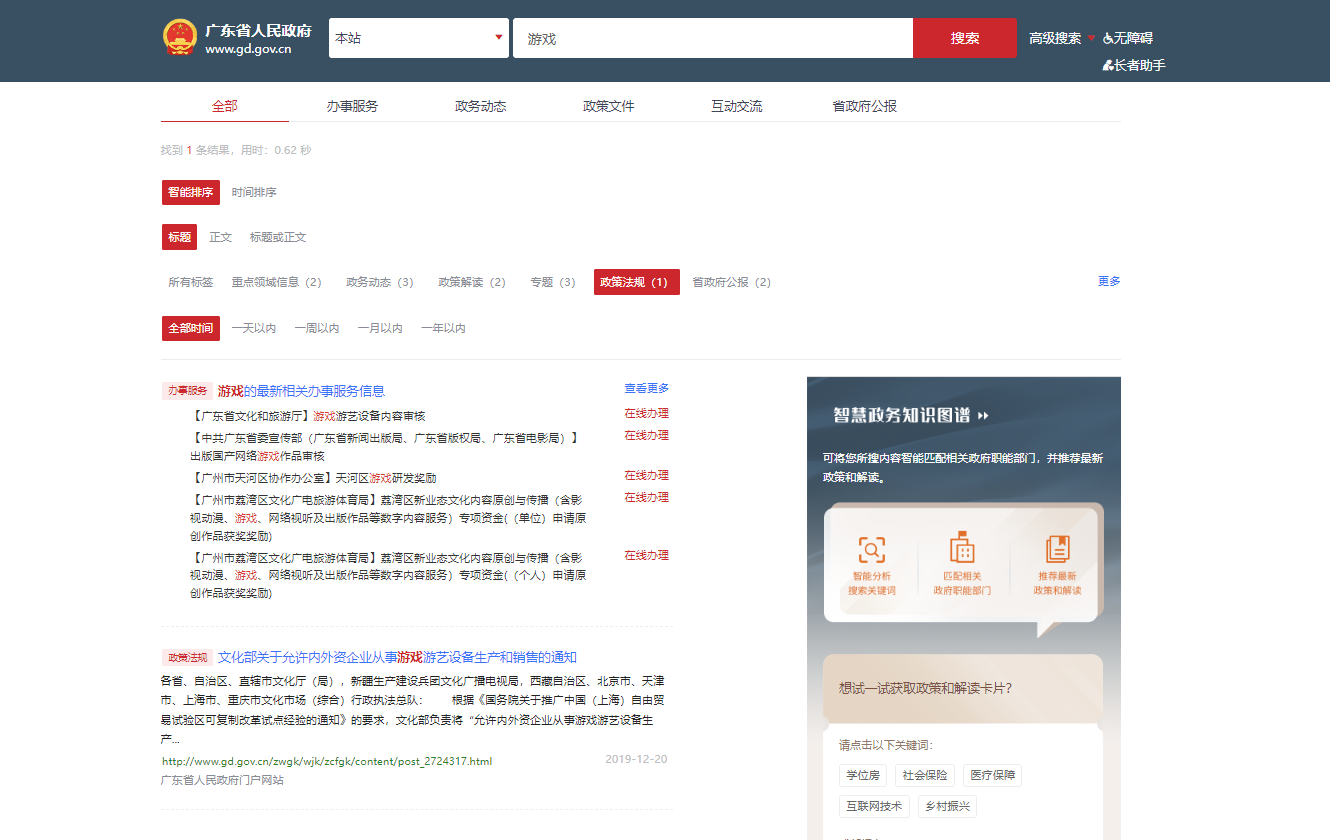 广东省人民政府
www.gd.gov.cn
本站
游戏
搜索
高级搜索
无障碍
长者助手
全部 办事服务 政务动态 政策文件 互动交流 省政府公报
找到 1 条结果，用时：0.62 秒
智能排序 时间排序
标题 正文 标题或正文
所有标签 重点领域信息（2） 政务动态（3） 政策解读（2） 专题（3） 政策法规（1） 省政府公报（2） 更多
全部时间 一天以内 一周以内 一月以内 一年以内
办事服务 游戏的最新相关办事服务信息 查看更多
【广东省文化和旅游厅】游戏游艺设备内容审核 在线办理
【中共广东省委宣传部（广东省新闻出版局、广东省版权局、广东省电影局）】 在线办理
出版国产网络游戏作品审核
【广州市天河区协作办公室】天河区游戏研发奖励 在线办理
【广州市荔湾区文化广电旅游体育局】荔湾区新业态文化内容原创与传播（含影 在线办理
视动漫、游戏、网络视听及出版作品等数字内容服务）专项资金(（单位）申请原
创作品获奖奖励)
【广州市荔湾区文化广电旅游体育局】荔湾区新业态文化内容原创与传播（含影 在线办理
视动漫、游戏、网络视听及出版作品等数字内容服务）专项资金(（个人）申请原
创作品获奖奖励)
政策法规 文化部关于允许内外资企业从事游戏游艺设备生产和销售的通知
各省、自治区、直辖市文化厅（局），新疆生产建设兵团文化广播电视局，西藏自治区、北京市、天津
市、上海市、重庆市文化市场（综合）行政执法总队： 根据《国务院关于推广中国（上海）自由贸
易试验区可复制改革试点经验的通知》的要求，文化部负责将“允许内外资企业从事游戏游艺设备生
产...
http://www.gd.gov.cn/zwgk/wjk/zcfgk/content/post_2724317.html 2019-12-20
广东省人民政府门户网站
智慧政务知识图谱
可将您所搜内容智能匹配相关政府职能部门，并推荐最新
政策和解读。
智能分析 匹配相关 推荐最新
搜索关键词 政府职能部门 政策和解读
想试一试获取政策和解读卡片？
请点击以下关键词：
学位房 社会保险 医疗保障
互联网技术 乡村振兴